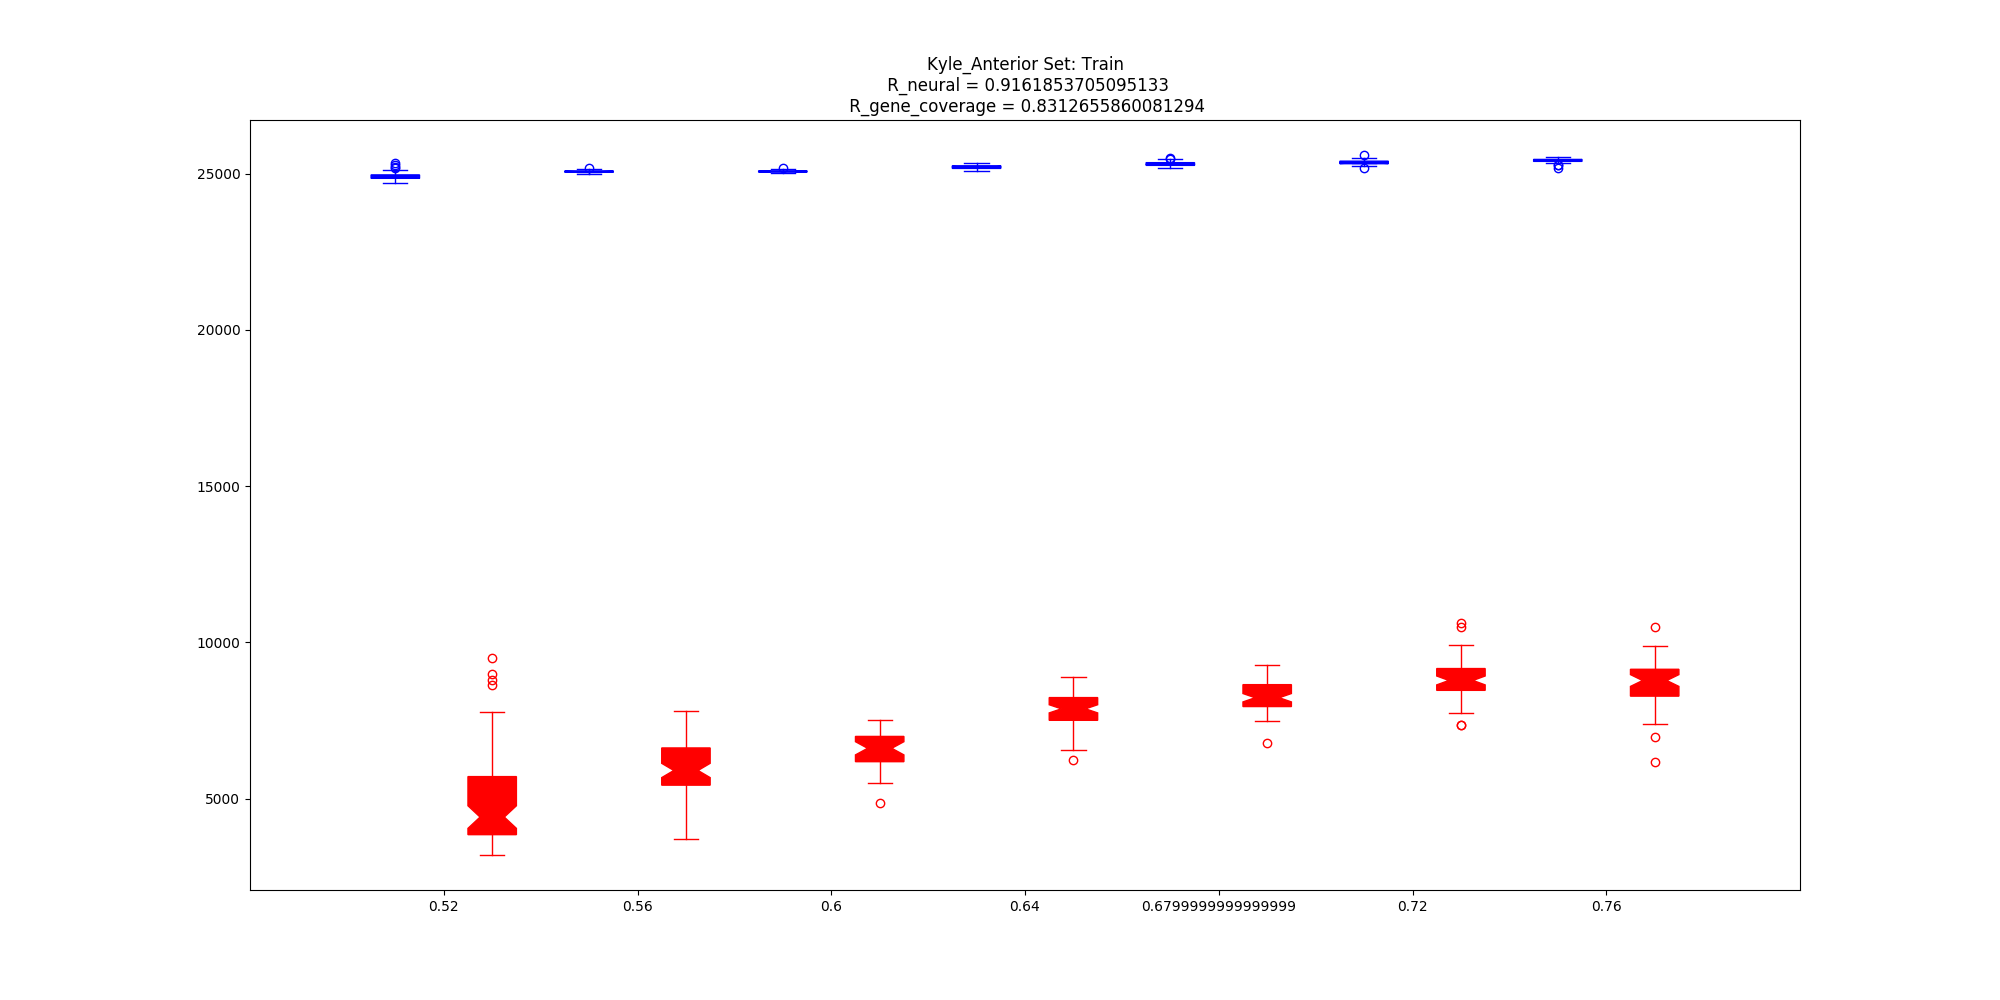 Kyle_Anterior Set: Train
R_neural = 0.9161853705095133
R_gene_coverage = 0.8312655860081294
25000
20000
15000
10000
5000
0.52 0.56 0.6 0.64 0.6799999999999999 0.72 0.76